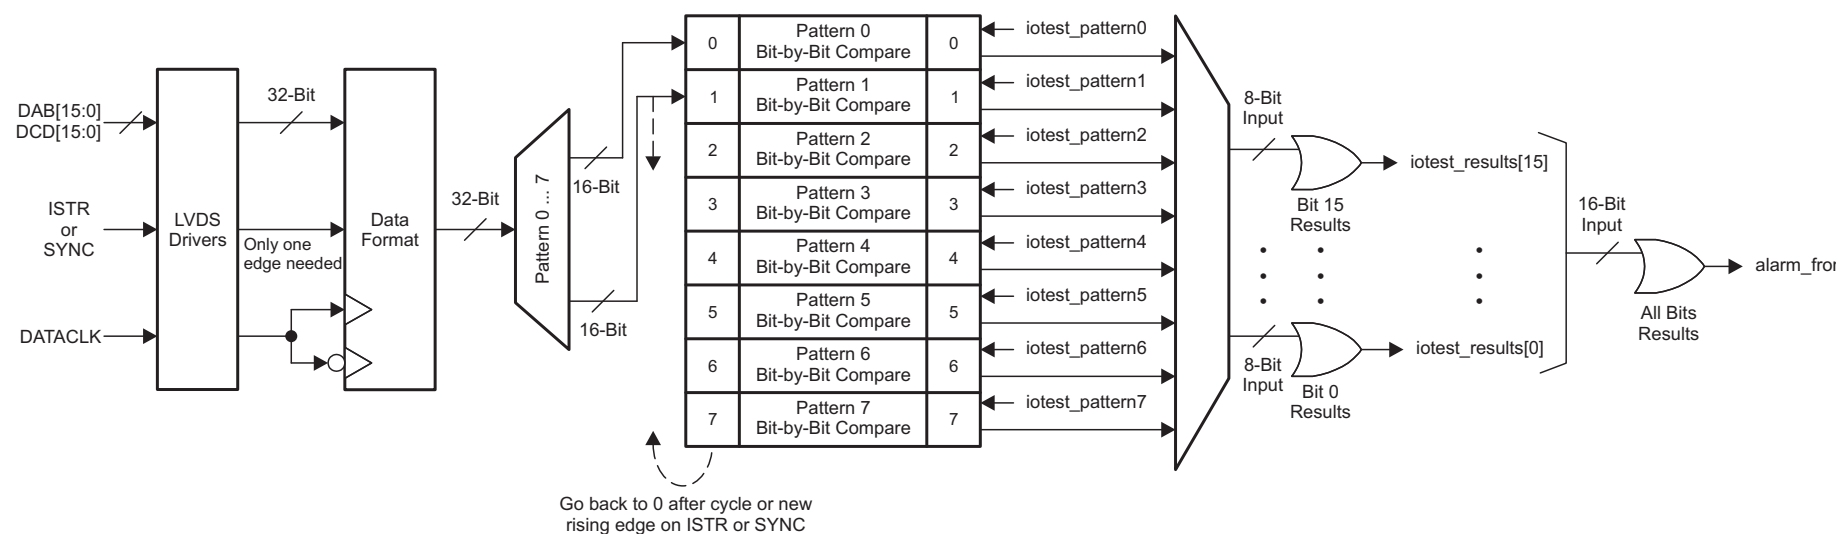 DAB[15:0]
DCD[15:0]
ISTR
or
SYNC
DATACLK
LVDS
Drivers
32-Bit
Only one
edge needed
Data
Format
32-Bit
Pattern 0 ... 7
16-Bit
16-Bit
0
Pattern 0
Bit-by-Bit Compare
0
iotest_pattern0
1
Pattern 1
Bit-by-Bit Compare
1
iotest_pattern1
2
Pattern 2
Bit-by-Bit Compare
2
iotest_pattern2
3
Pattern 3
Bit-by-Bit Compare
3
iotest_pattern3
4
Pattern 4
Bit-by-Bit Compare
4
iotest_pattern4
5
Pattern 5
Bit-by-Bit Compare
5
iotest_pattern5
6
Pattern 6
Bit-by-Bit Compare
6
iotest_pattern6
7
Pattern 7
Bit-by-Bit Compare
7
iotest_pattern7
Go back to 0 after cycle or new
rising edge on ISTR or SYNC
8-Bit
Input
Bit 15
Results
iotest_results[15]
8-Bit
Input
Bit 0
Results
iotest_results[0]
16-Bit
Input
All Bits
Results